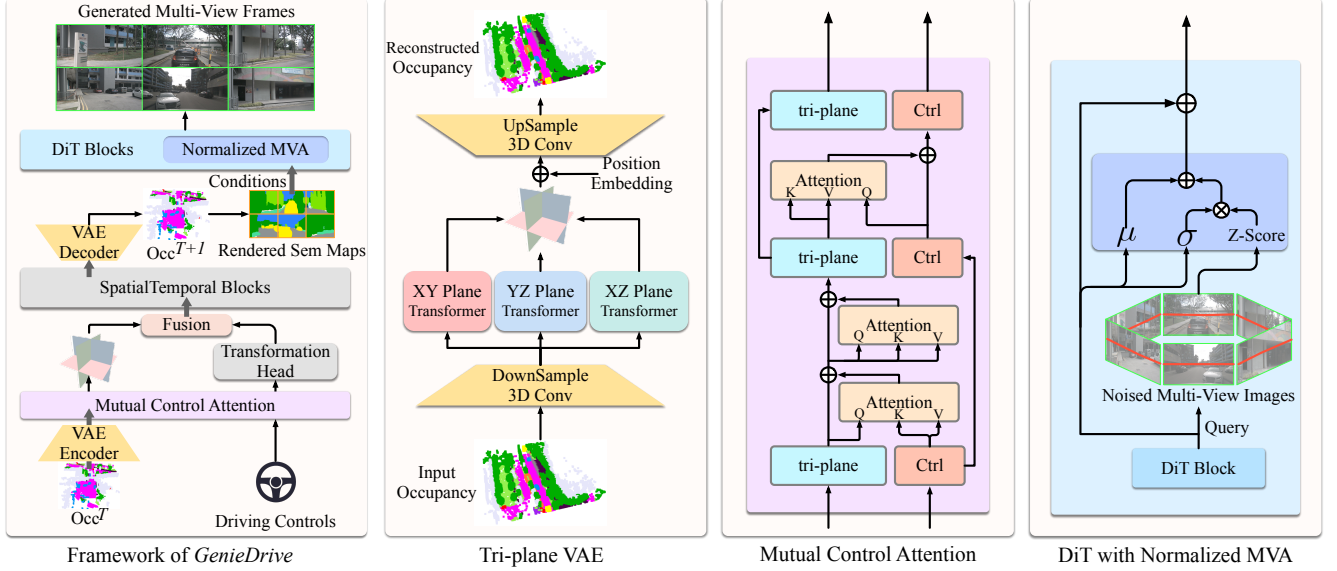 Generated Multi-View Frames
DiT Blocks
Normalized MVA
Conditions
VAE
Decoder
Occ^{T+1}
Rendered Sem Maps
SpatialTemporal Blocks
Fusion
Transformation
Head
Mutual Control Attention
VAE
Encoder
Occ^{T}
Driving Controls
Framework of GenieDrive
Reconstructed
Occupancy
UpSample
3D Conv
Position
Embedding
XY Plane
Transformer
YZ Plane
Transformer
XZ Plane
Transformer
DownSample
3D Conv
Input
Occupancy
Tri-plane VAE
tri-plane
Ctrl
Attention
K V Q
tri-plane
Ctrl
Attention
Q K V
Attention
Q K V
tri-plane
Ctrl
Mutual Control Attention
μ
σ
Z-Score
Noised Multi-View Images
Query
DiT Block
DiT with Normalized MVA